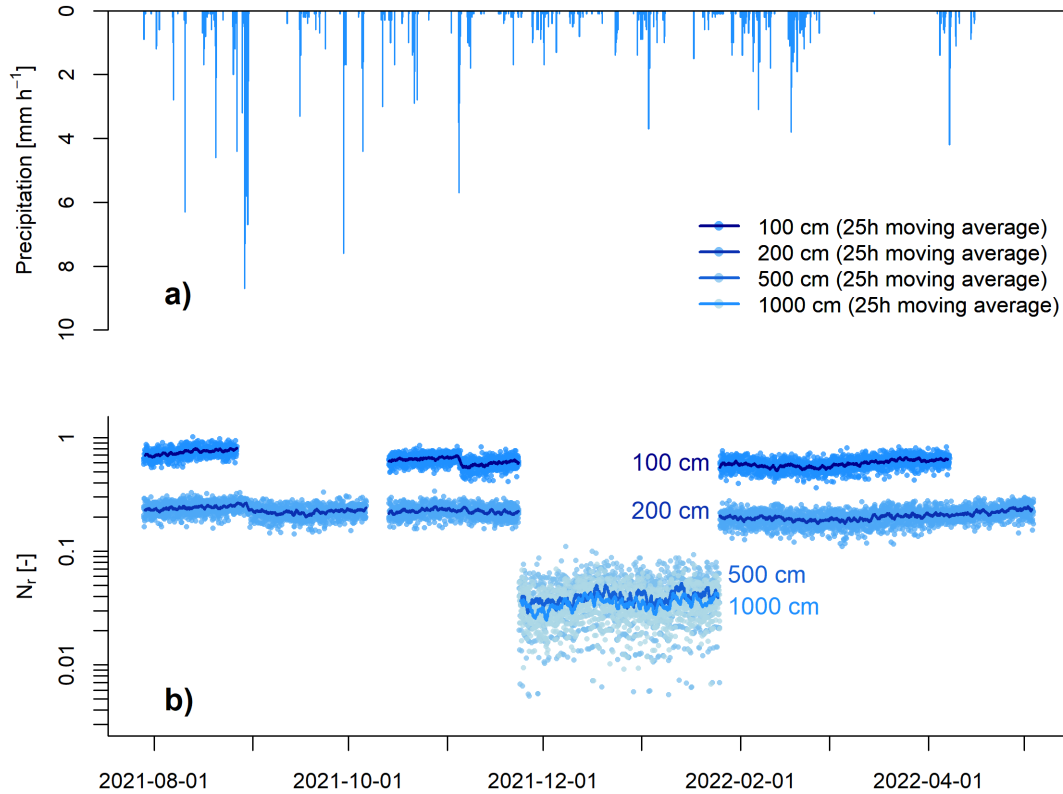 0
2
4
6
8
10
Precipitation [mm h⁻¹]
a)
100 cm (25h moving average)
200 cm (25h moving average)
500 cm (25h moving average)
1000 cm (25h moving average)
1
0.1
0.01
Nᵣ [-]
100 cm
200 cm
500 cm
1000 cm
b)
2021-08-01
2021-10-01
2021-12-01
2022-02-01
2022-04-01